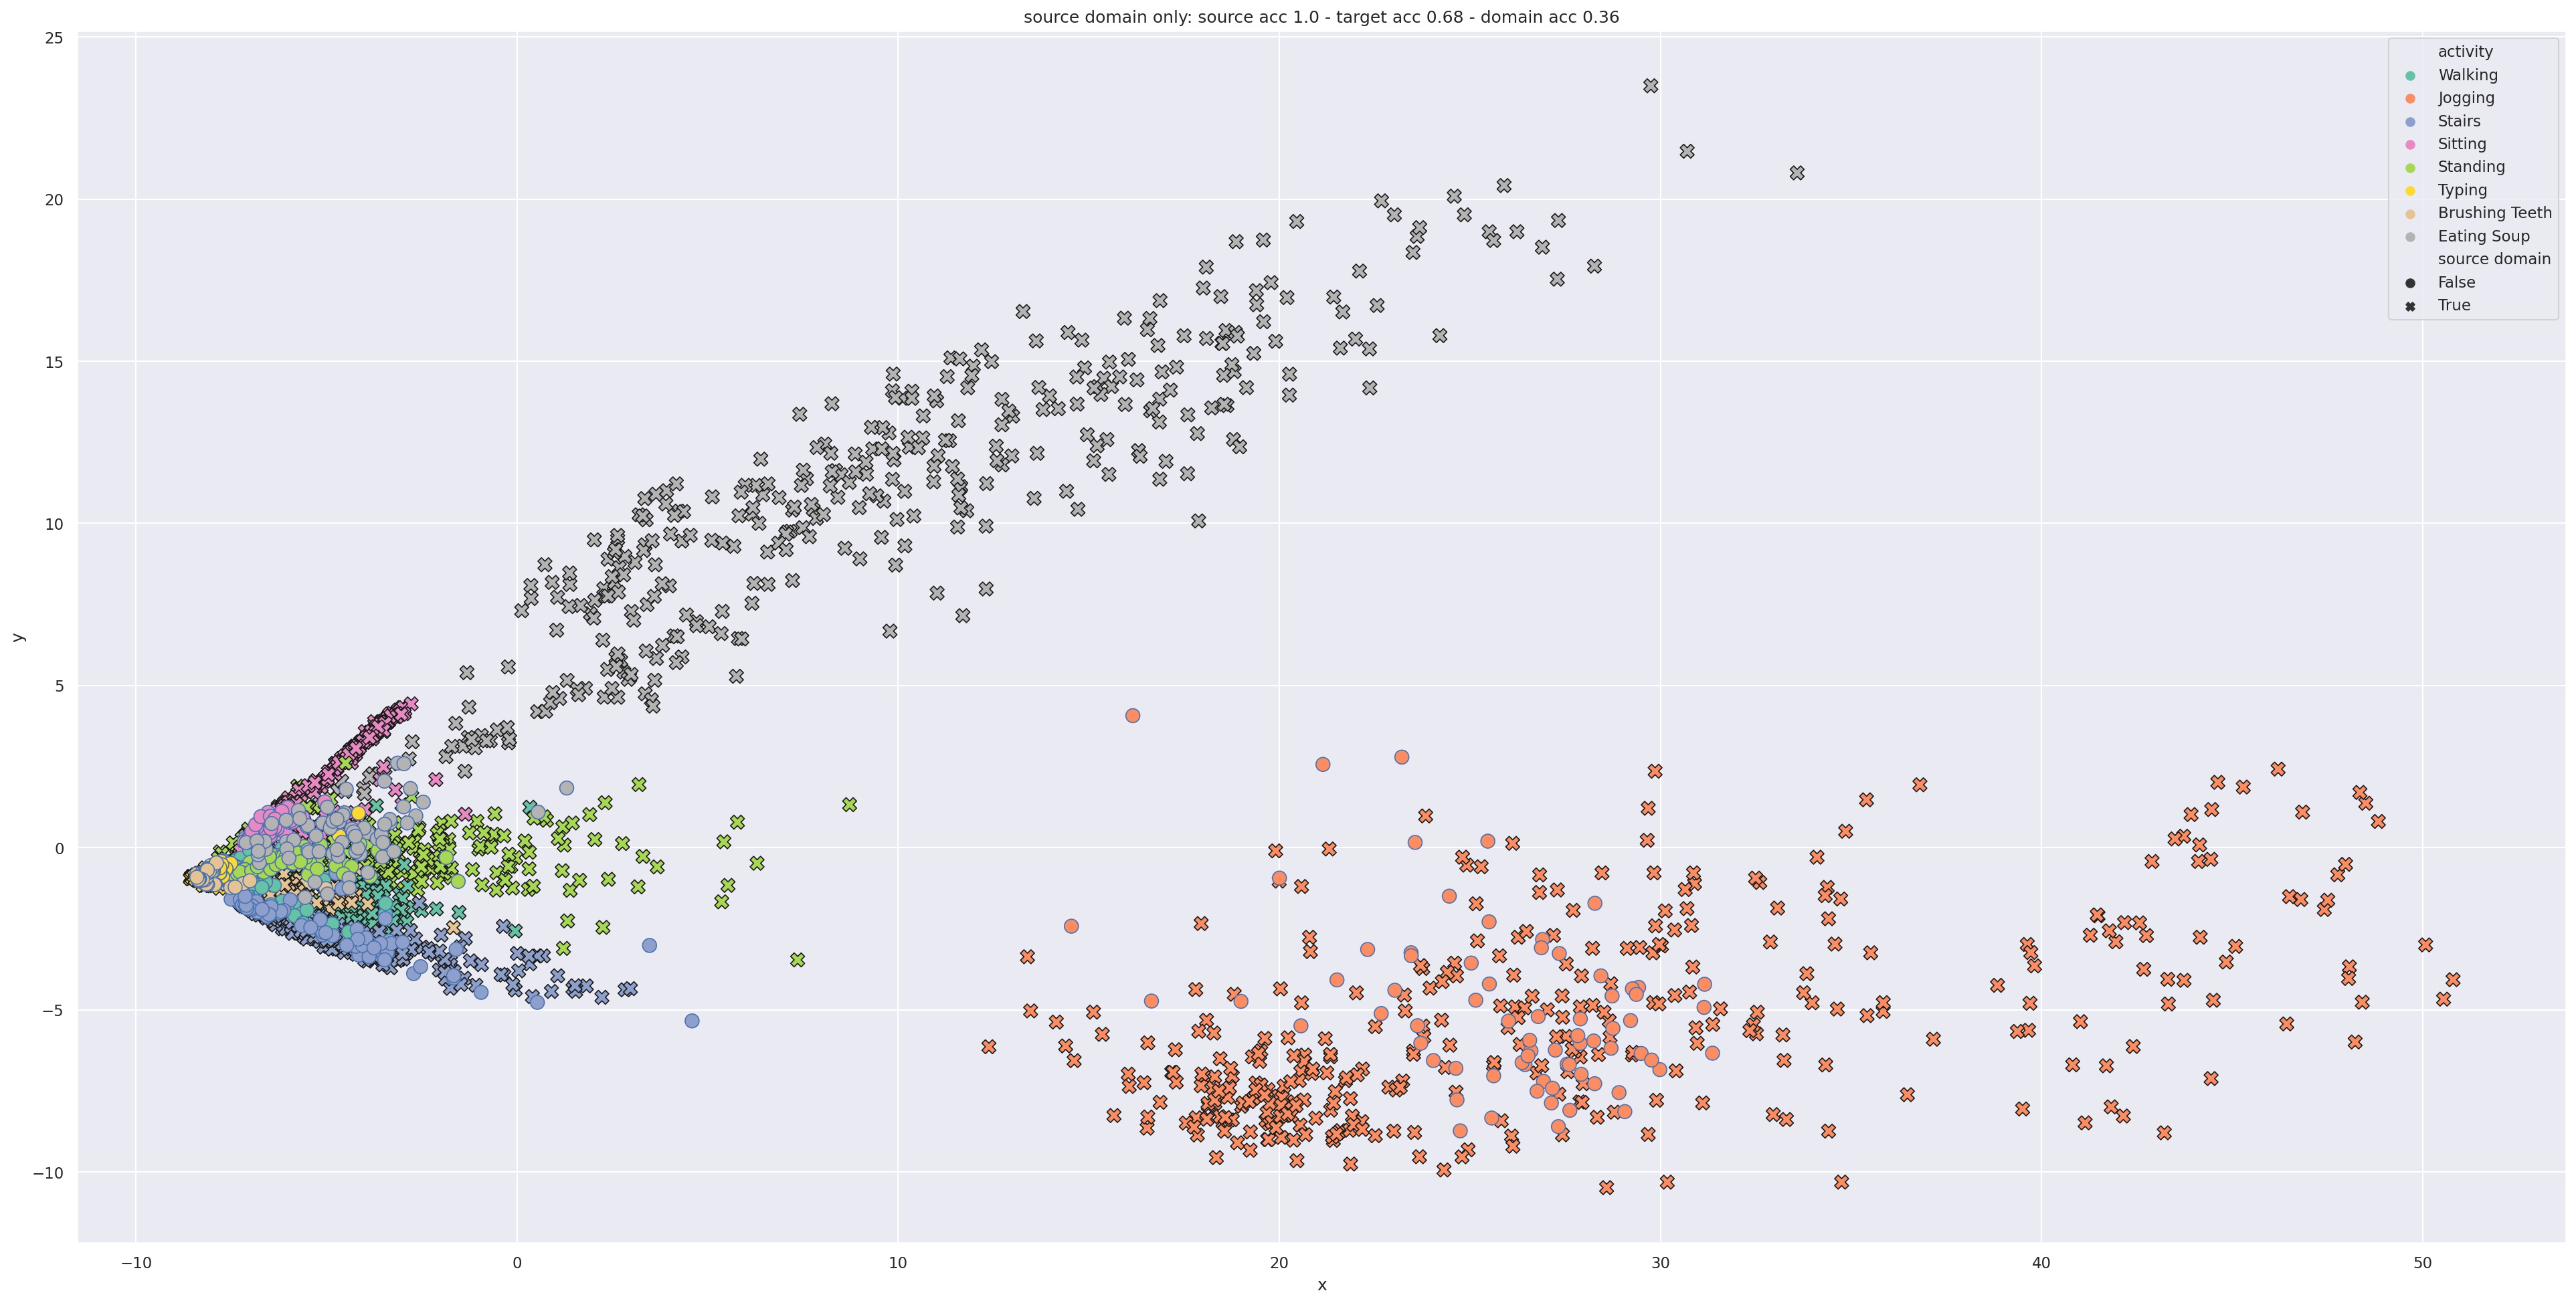 source domain only: source acc 1.0 - target acc 0.68 - domain acc 0.36
25
20
15
10
5
0
−5
−10
y
−10
0
10
20
30
40
50
x
activity
Walking
Jogging
Stairs
Sitting
Standing
Typing
Brushing Teeth
Eating Soup
source domain
False
True